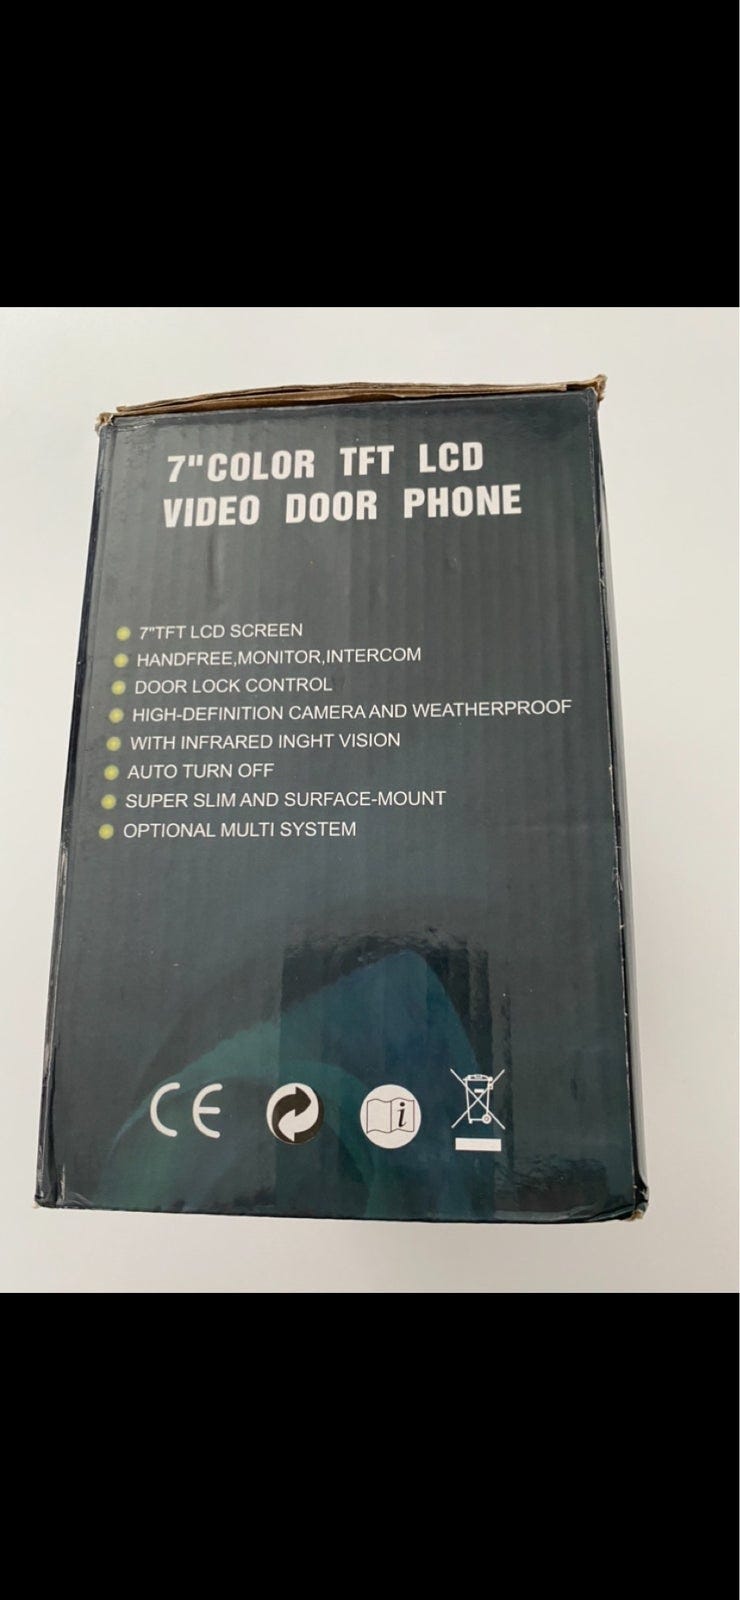 7"COLOR TFT LCD
VIDEO DOOR PHONE
7"TFT LCD SCREEN
HANDFREE,MONITOR,INTERCOM
DOOR LOCK CONTROL
HIGH-DEFINITION CAMERA AND WEATHERPROOF
WITH INFRARED INGHT VISION
AUTO TURN OFF
SUPER SLIM AND SURFACE-MOUNT
OPTIONAL MULTI SYSTEM
CE
i